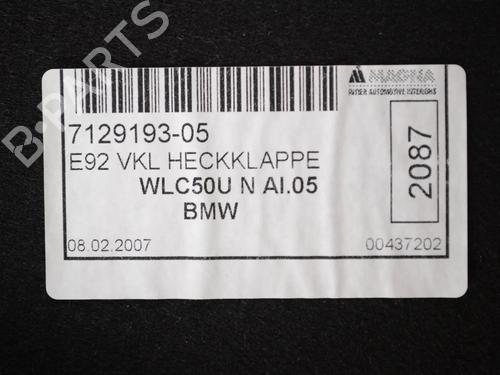 B-PARTS
MAGNA
INTIER AUTOMOTIVE INTERIORS
7129193-05
E92 VKL HECKKLAPPE
WLC50U N AI.05
BMW
2087
08.02.2007
00437202